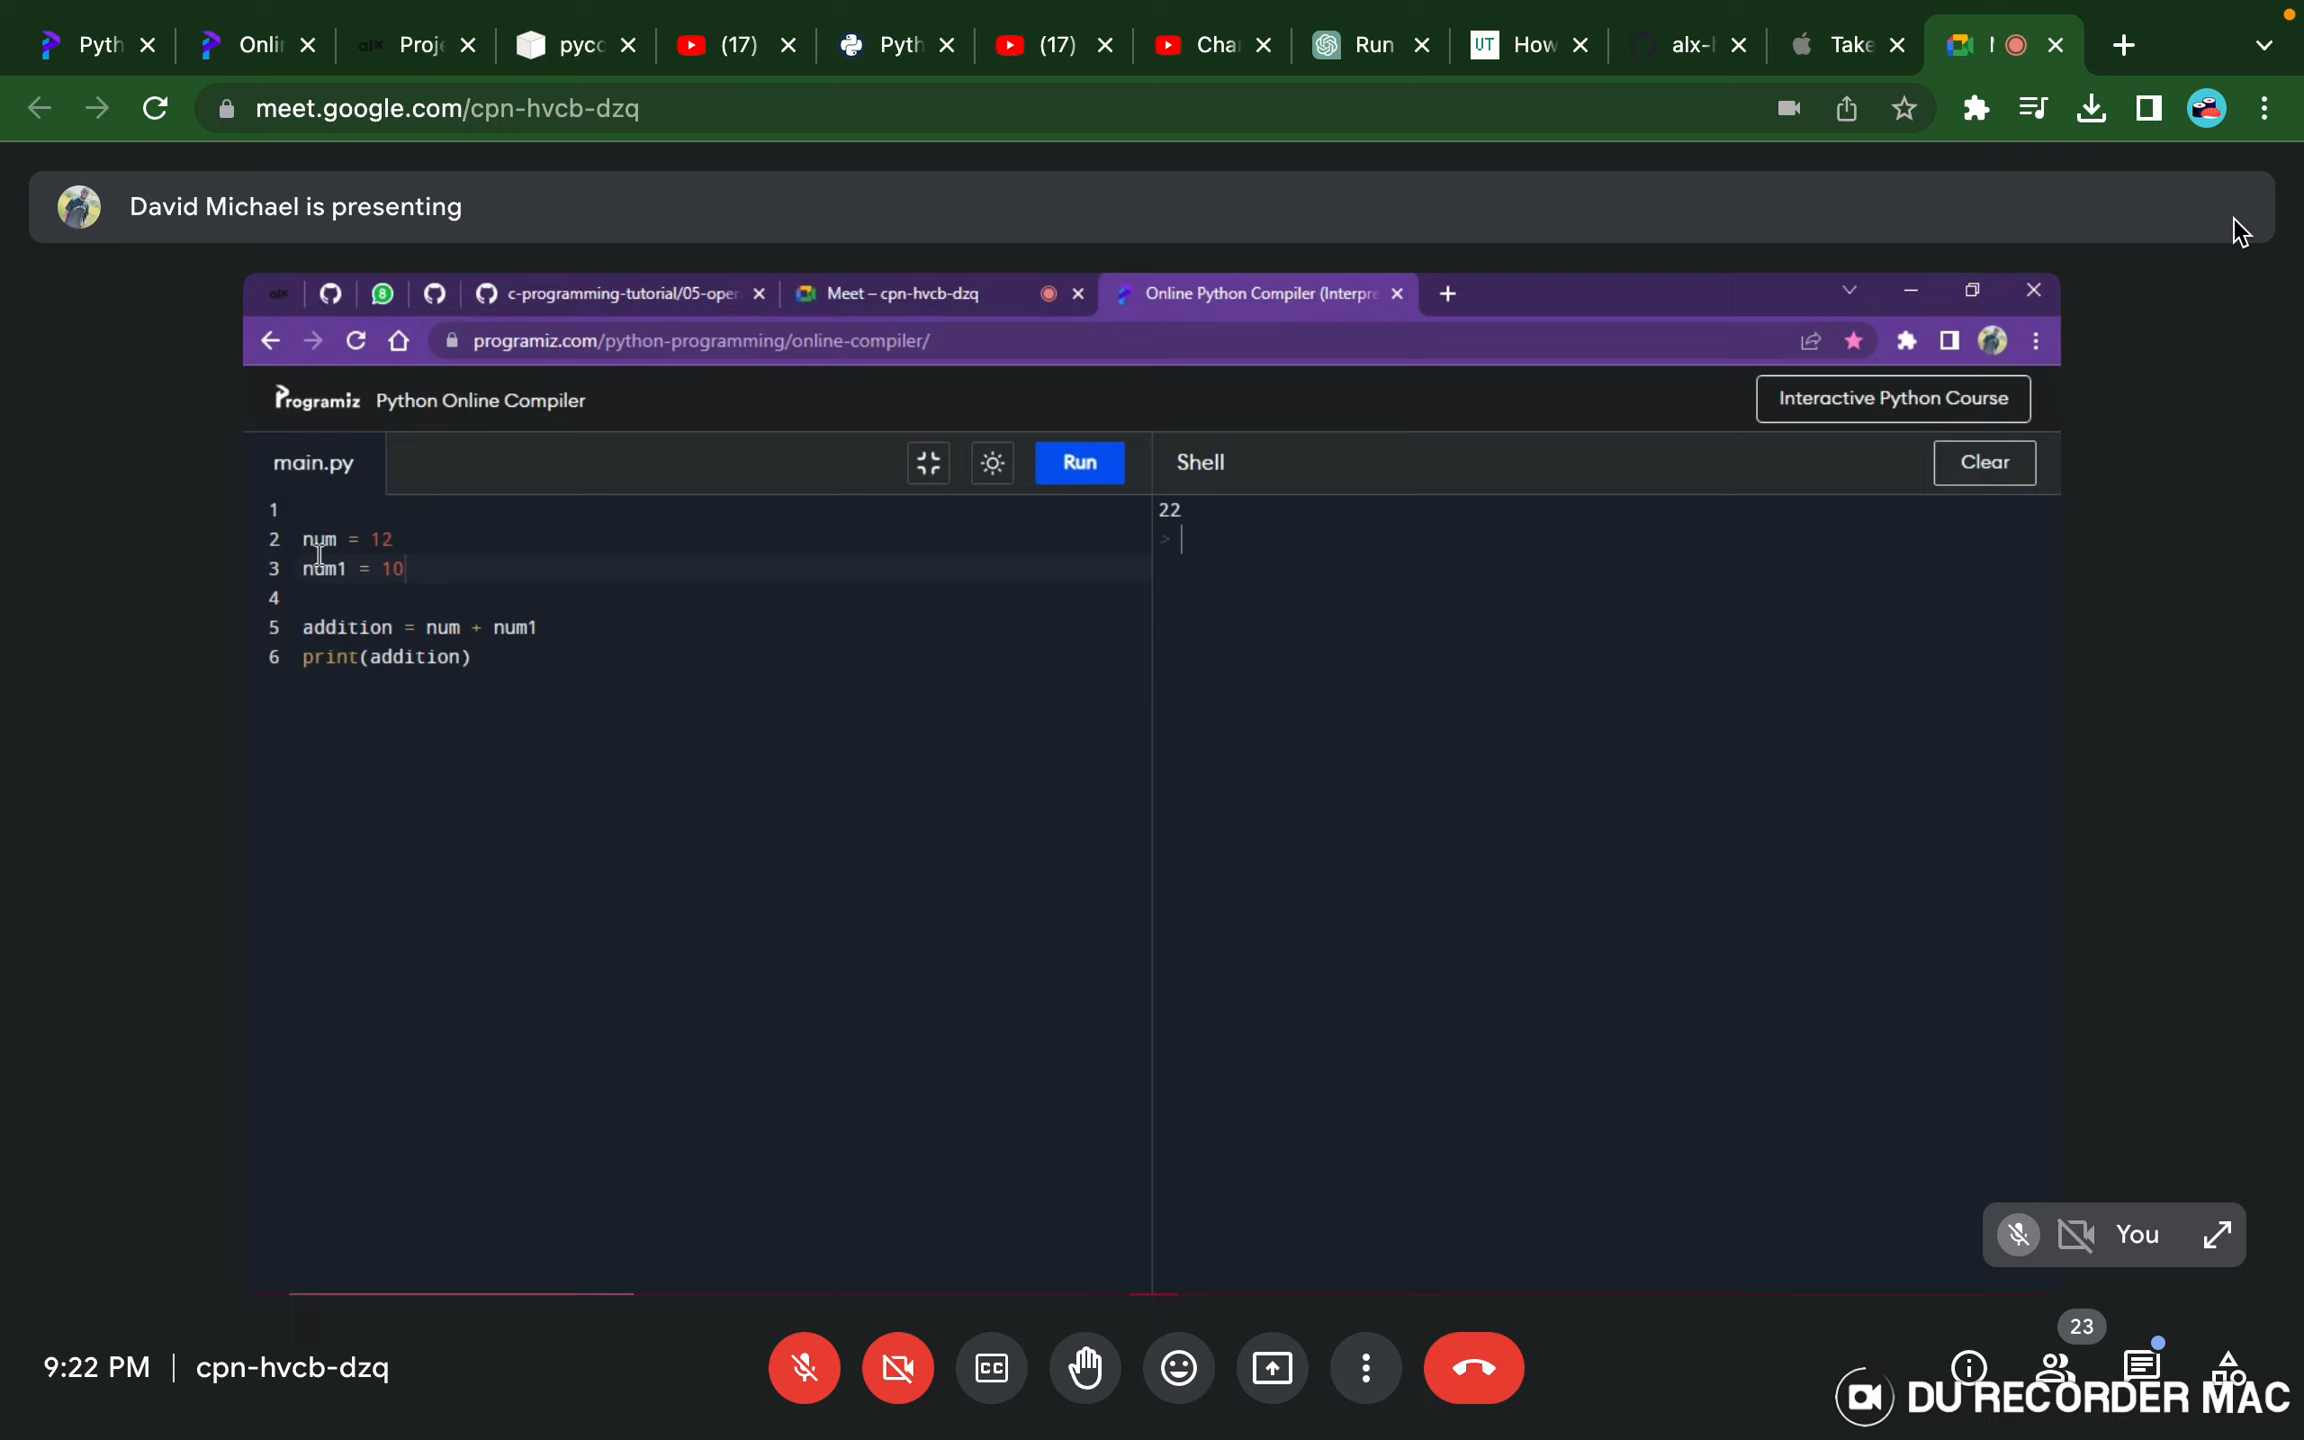 Pyth
Onli
Proje
pyco
(17)
Pyth
(17)
Cha
Run
UT How
alx-
Take
meet.google.com/cpn-hvcb-dzq
David Michael is presenting
c-programming-tutorial/05-oper
Meet – cpn-hvcb-dzq
Online Python Compiler (Interpre
programiz.com/python-programming/online-compiler/
Programiz Python Online Compiler
Interactive Python Course
main.py
Run
Shell
Clear
1
2 num = 12
3 num1 = 10
4
5 addition = num + num1
6 print(addition)
22
>
You
23
9:22 PM | cpn-hvcb-dzq
CC
DU RECORDER MAC